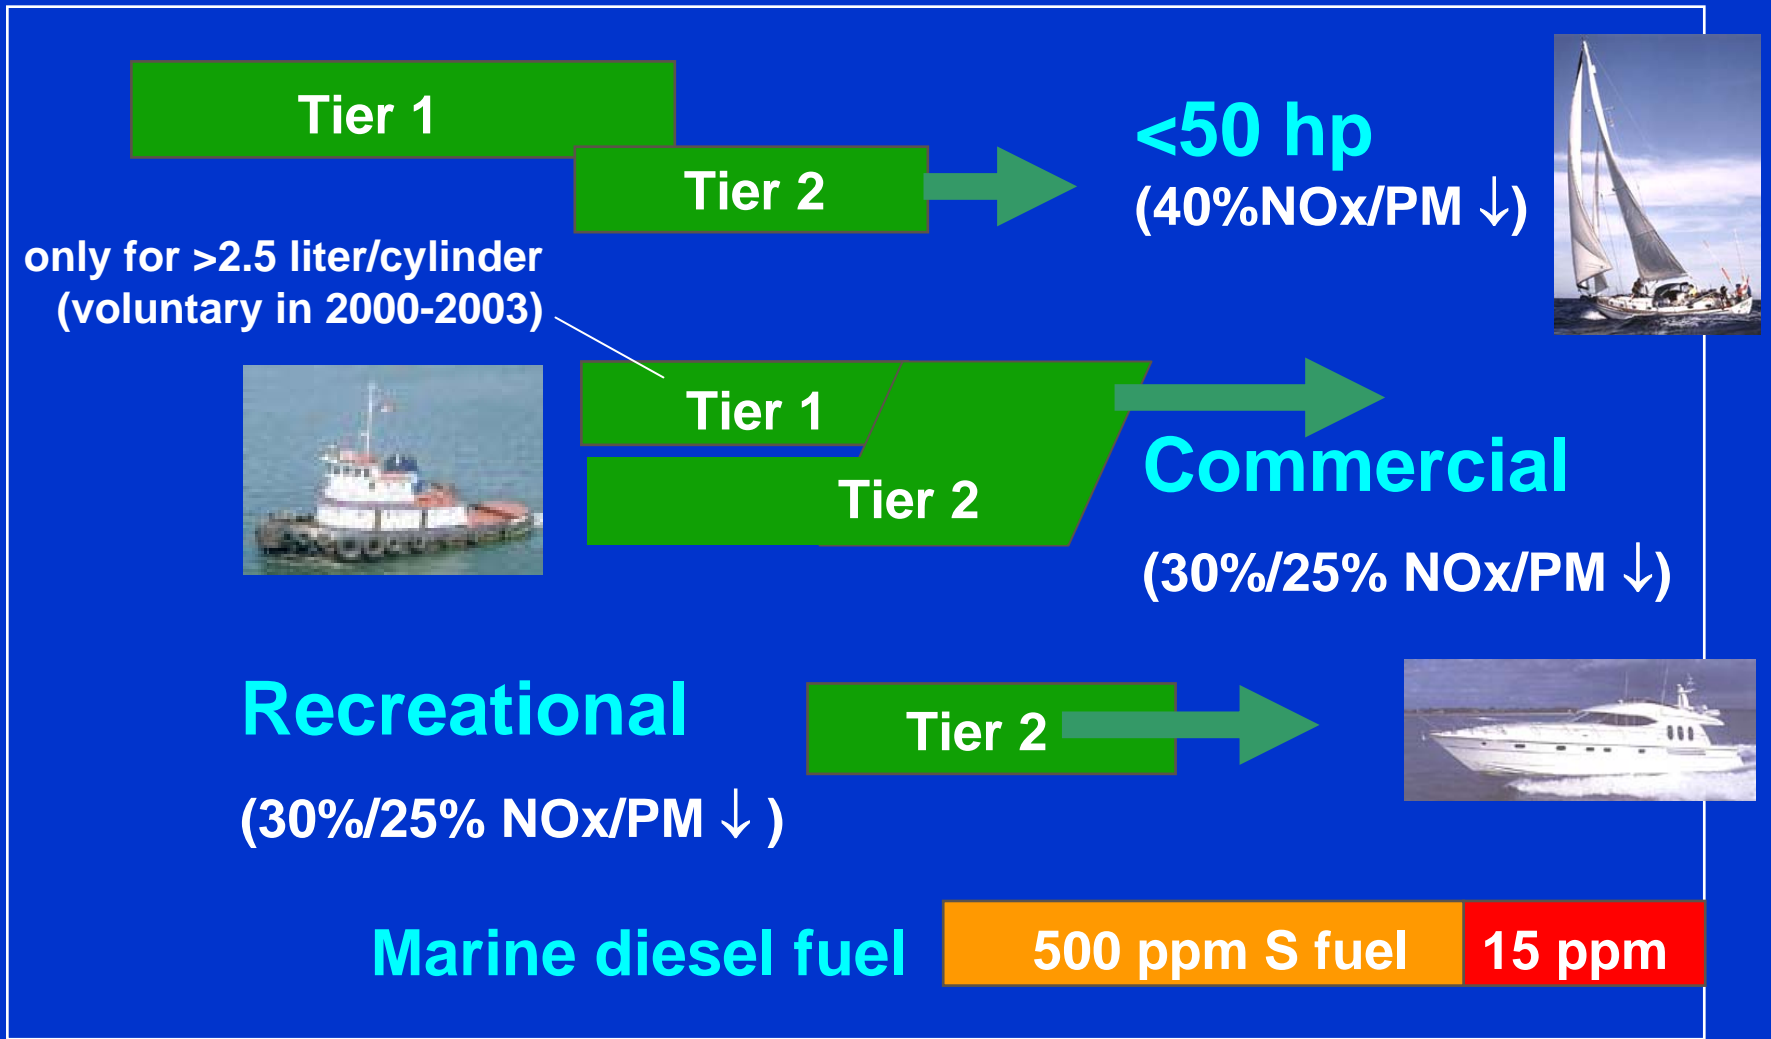 Tier 1
<50 hp
Tier 2
(40%NOx/PM ↓)
only for >2.5 liter/cylinder
(voluntary in 2000-2003)
Tier 1
Commercial
Tier 2
(30%/25% NOx/PM ↓)
Recreational
Tier 2
(30%/25% NOx/PM ↓ )
Marine diesel fuel
500 ppm S fuel
15 ppm